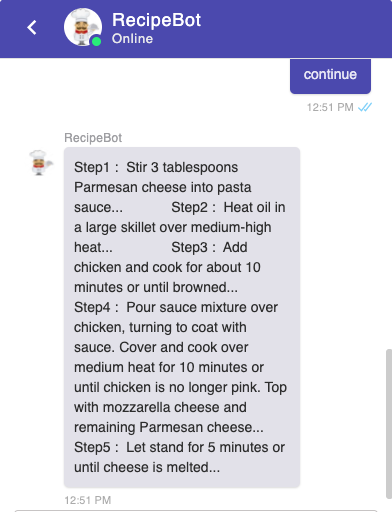 RecipeBot
Online
continue
12:51 PM
RecipeBot
Step1 : Stir 3 tablespoons
Parmesan cheese into pasta
sauce... Step2 : Heat oil in
a large skillet over medium-high
heat... Step3 : Add
chicken and cook for about 10
minutes or until browned...
Step4 : Pour sauce mixture over
chicken, turning to coat with
sauce. Cover and cook over
medium heat for 10 minutes or
until chicken is no longer pink. Top
with mozzarella cheese and
remaining Parmesan cheese...
Step5 : Let stand for 5 minutes or
until cheese is melted...
12:51 PM